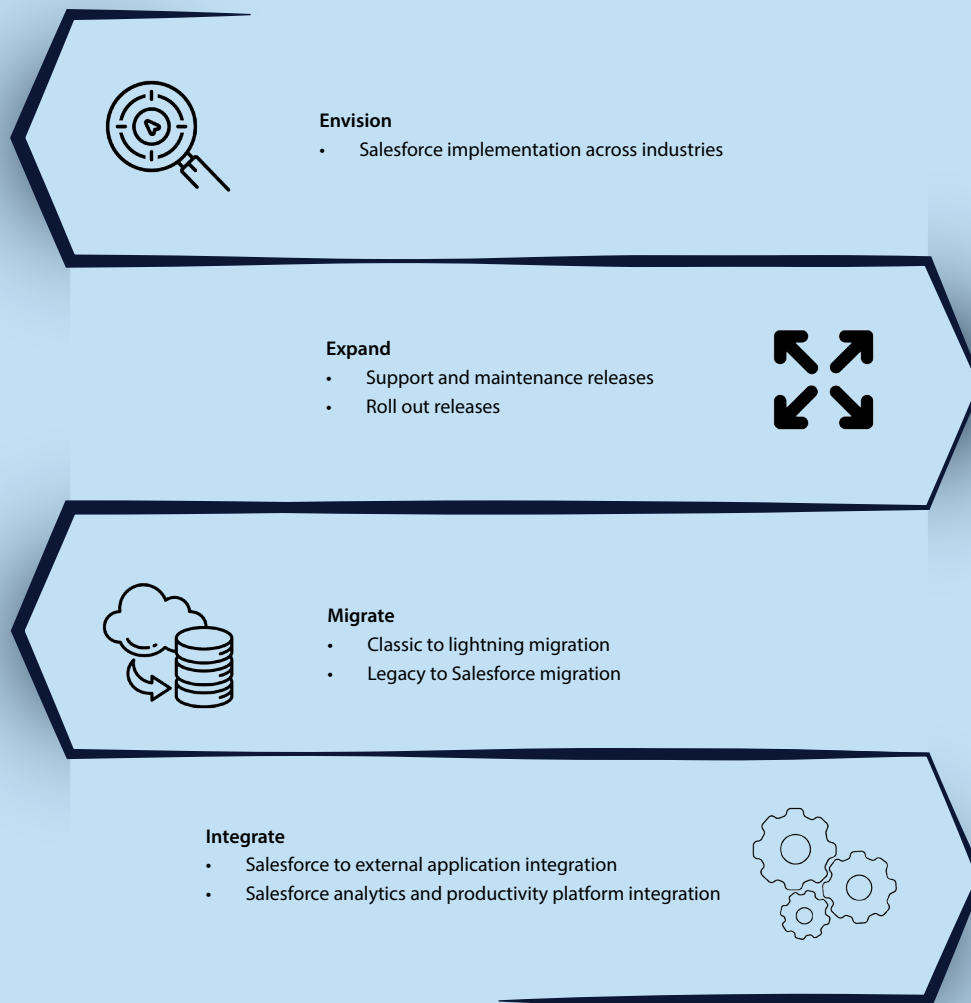 Envision
• Salesforce implementation across industries
Expand
• Support and maintenance releases
• Roll out releases
Migrate
• Classic to lightning migration
• Legacy to Salesforce migration
Integrate
• Salesforce to external application integration
• Salesforce analytics and productivity platform integration